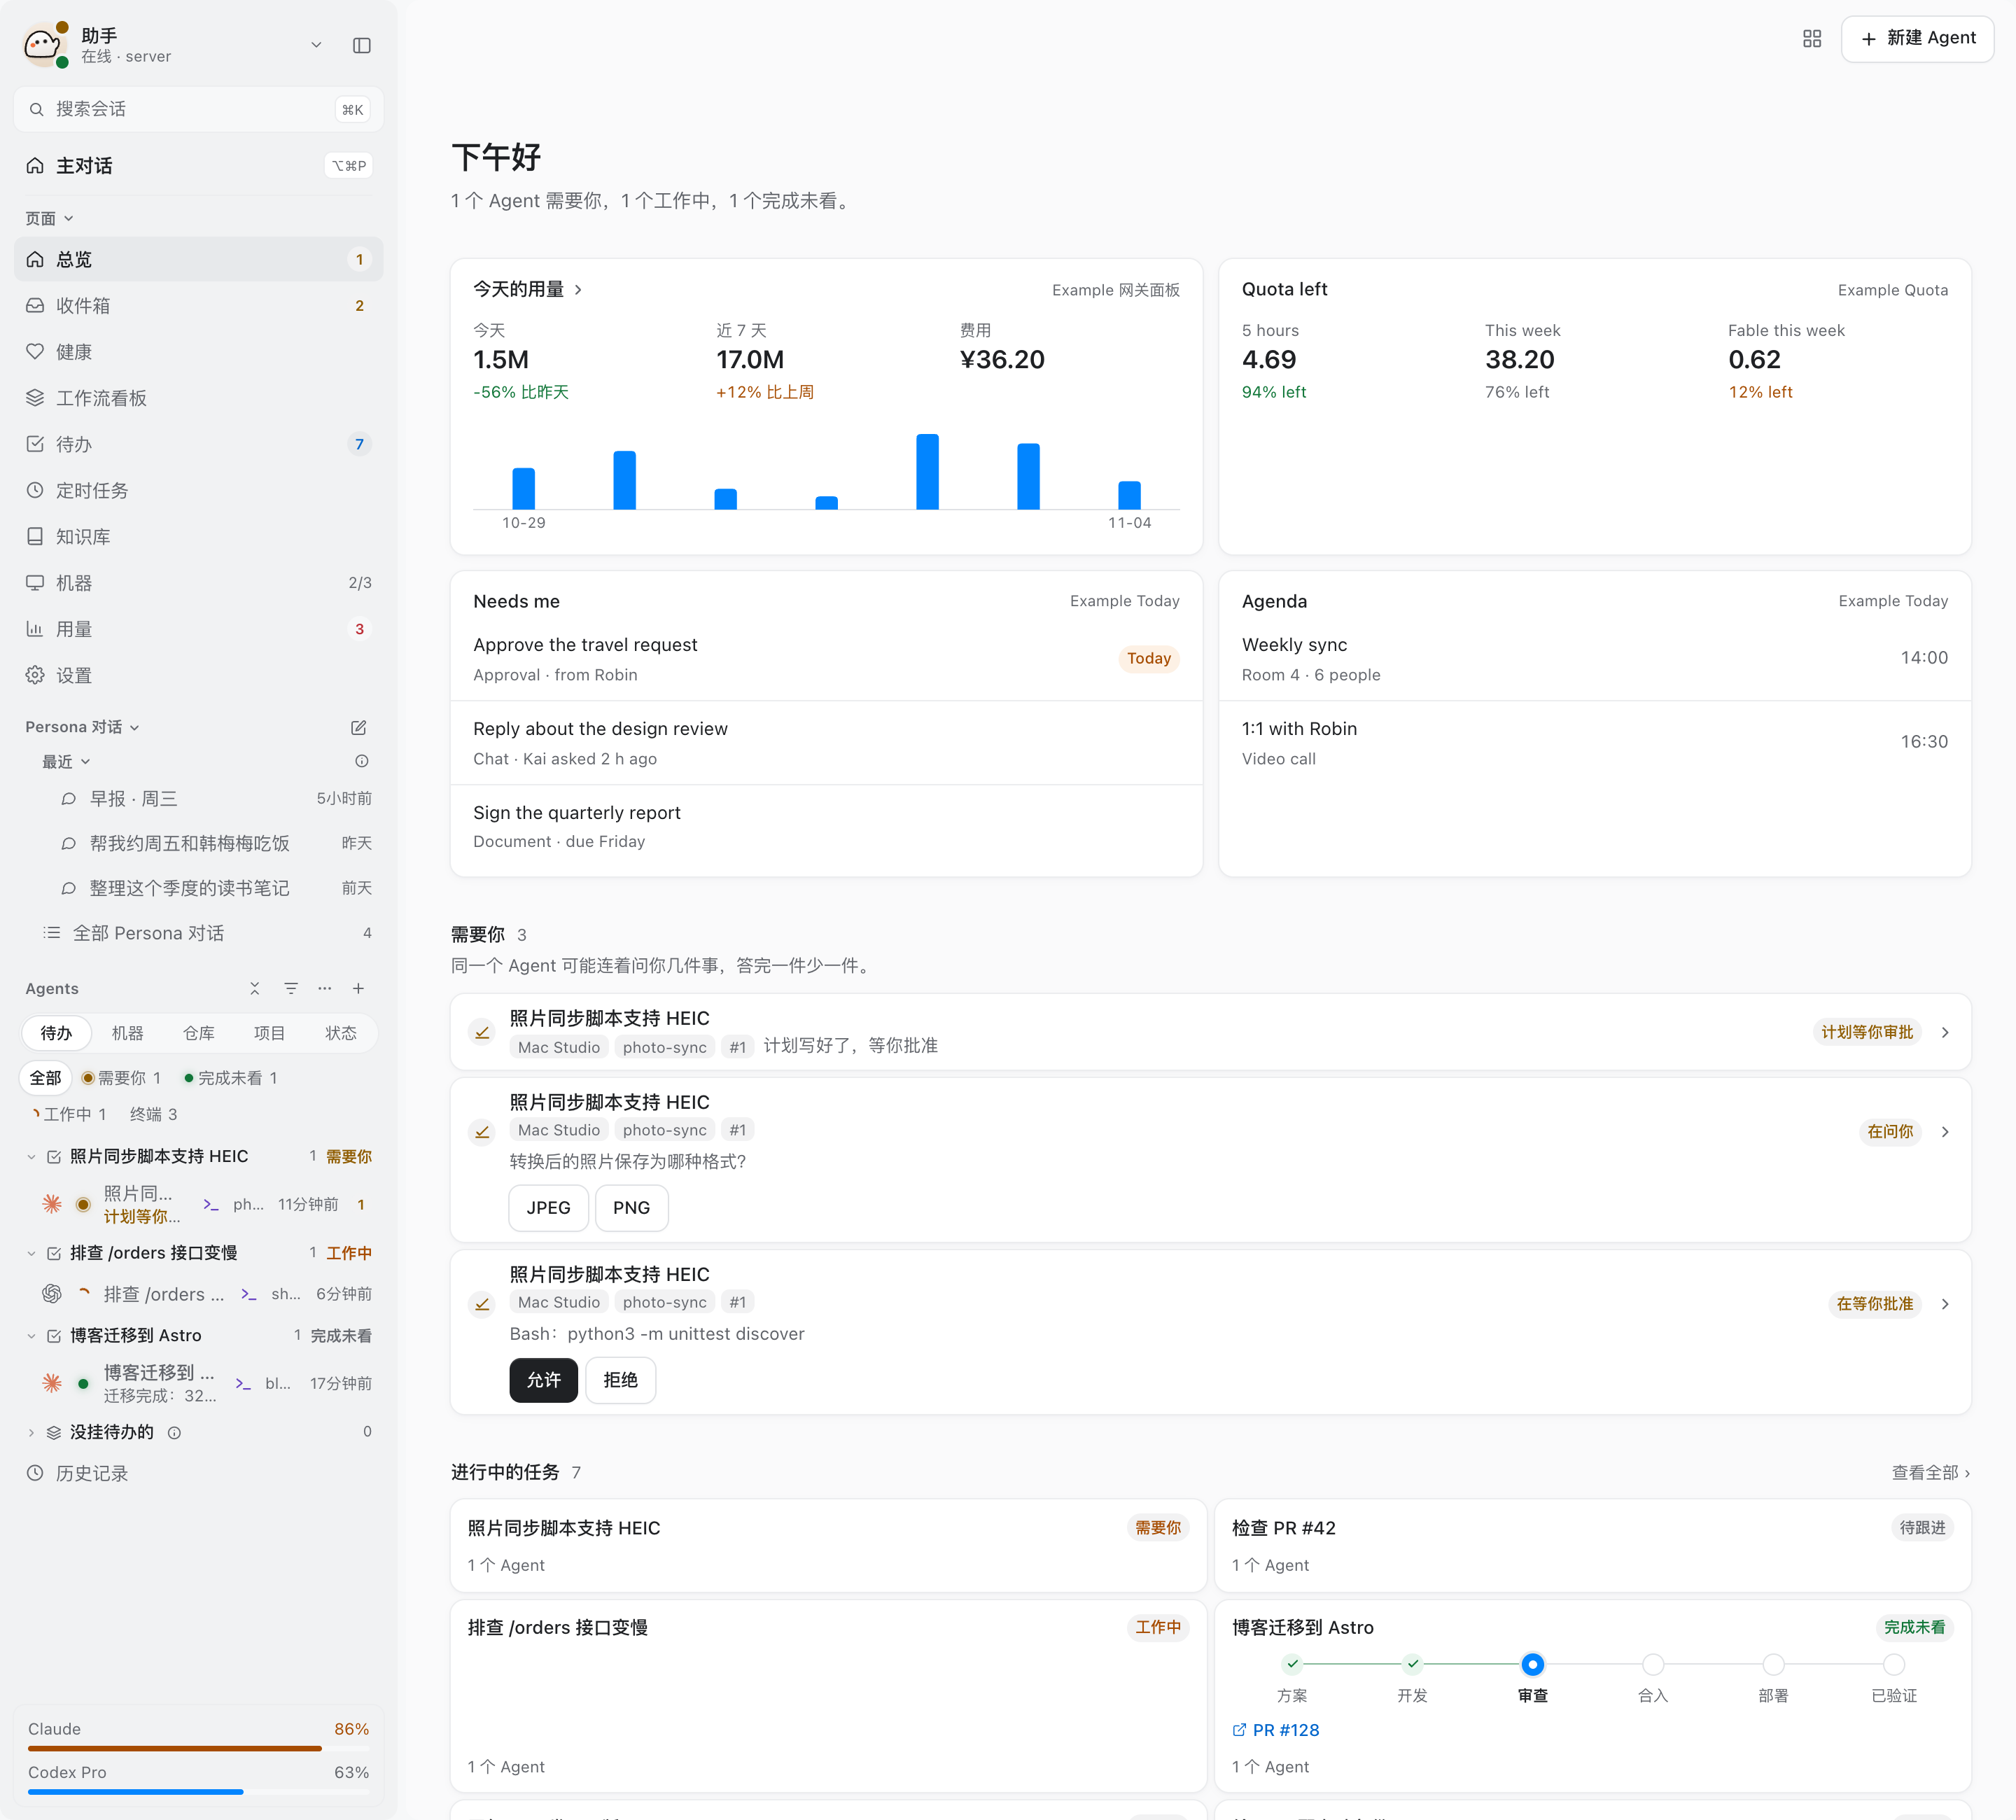 助手
在线 · server
搜索会话 ⌘K
主对话 ⌥⌘P
页面
总览 1
收件箱 2
健康
工作流看板
待办 7
定时任务
知识库
机器 2/3
用量 3
设置
Persona 对话
最近
早报 · 周三 5小时前
帮我约周五和韩梅梅吃饭 昨天
整理这个季度的读书笔记 前天
全部 Persona 对话 4
Agents
待办 机器 仓库 项目 状态
全部 需要你 1 完成未看 1
工作中 1 终端 3
照片同步脚本支持 HEIC 1 需要你
照片同... ph... 11分钟前 1
计划等你...
排查 /orders 接口变慢 1 工作中
排查 /orders ... sh... 6分钟前
博客迁移到 Astro 1 完成未看
博客迁移到 ... bl... 17分钟前
迁移完成：32...
没挂待办的 0
历史记录
Claude 86%
Codex Pro 63%
新建 Agent
下午好
1 个 Agent 需要你，1 个工作中，1 个完成未看。
今天的用量 Example 网关面板
今天 近 7 天 费用
1.5M 17.0M ¥36.20
-56% 比昨天 +12% 比上周
10-29 11-04
Quota left Example Quota
5 hours This week Fable this week
4.69 38.20 0.62
94% left 76% left 12% left
Needs me Example Today
Approve the travel request
Approval · from Robin
Today
Reply about the design review
Chat · Kai asked 2 h ago
Sign the quarterly report
Document · due Friday
Agenda Example Today
Weekly sync
Room 4 · 6 people
14:00
1:1 with Robin
Video call
16:30
需要你 3
同一个 Agent 可能连着问你几件事，答完一件少一件。
照片同步脚本支持 HEIC
Mac Studio photo-sync #1 计划写好了，等你批准
计划等你审批
照片同步脚本支持 HEIC
Mac Studio photo-sync #1
在问你
转换后的照片保存为哪种格式？
JPEG PNG
照片同步脚本支持 HEIC
Mac Studio photo-sync #1
在等你批准
Bash：python3 -m unittest discover
允许 拒绝
进行中的任务 7 查看全部 ›
照片同步脚本支持 HEIC 需要你
1 个 Agent
检查 PR #42 待跟进
1 个 Agent
排查 /orders 接口变慢 工作中
1 个 Agent
博客迁移到 Astro 完成未看
方案 开发 审查 合入 部署 已验证
PR #128
1 个 Agent